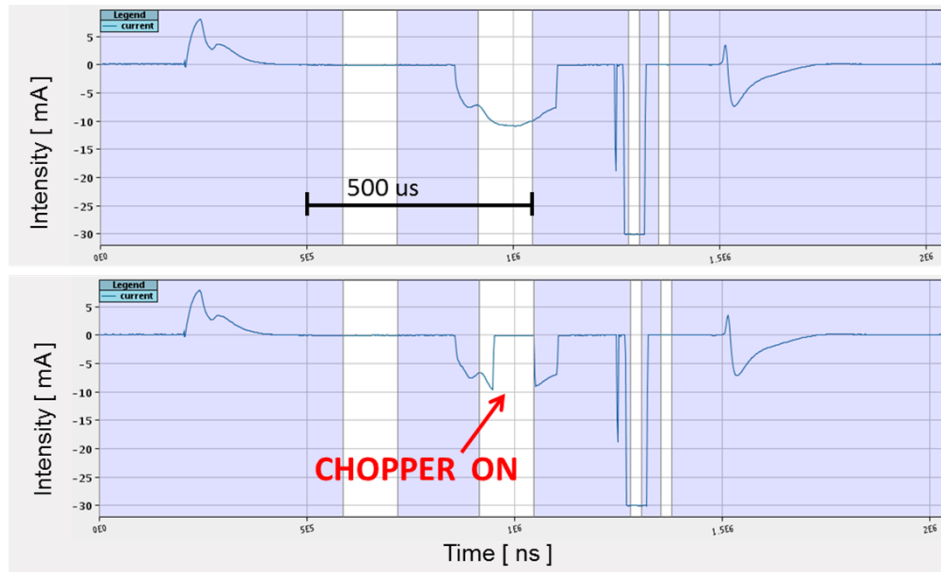 Legend
current
Intensity [ mA ]
5
0
-5
-10
-15
-20
-25
-30
500 us
0E0
5E5
1E6
1.5E6
2E6
Legend
current
Intensity [ mA ]
5
0
-5
-10
-15
-20
-25
-30
CHOPPER ON
0E0
5E5
1E6
1.5E6
2E6
Time [ ns ]